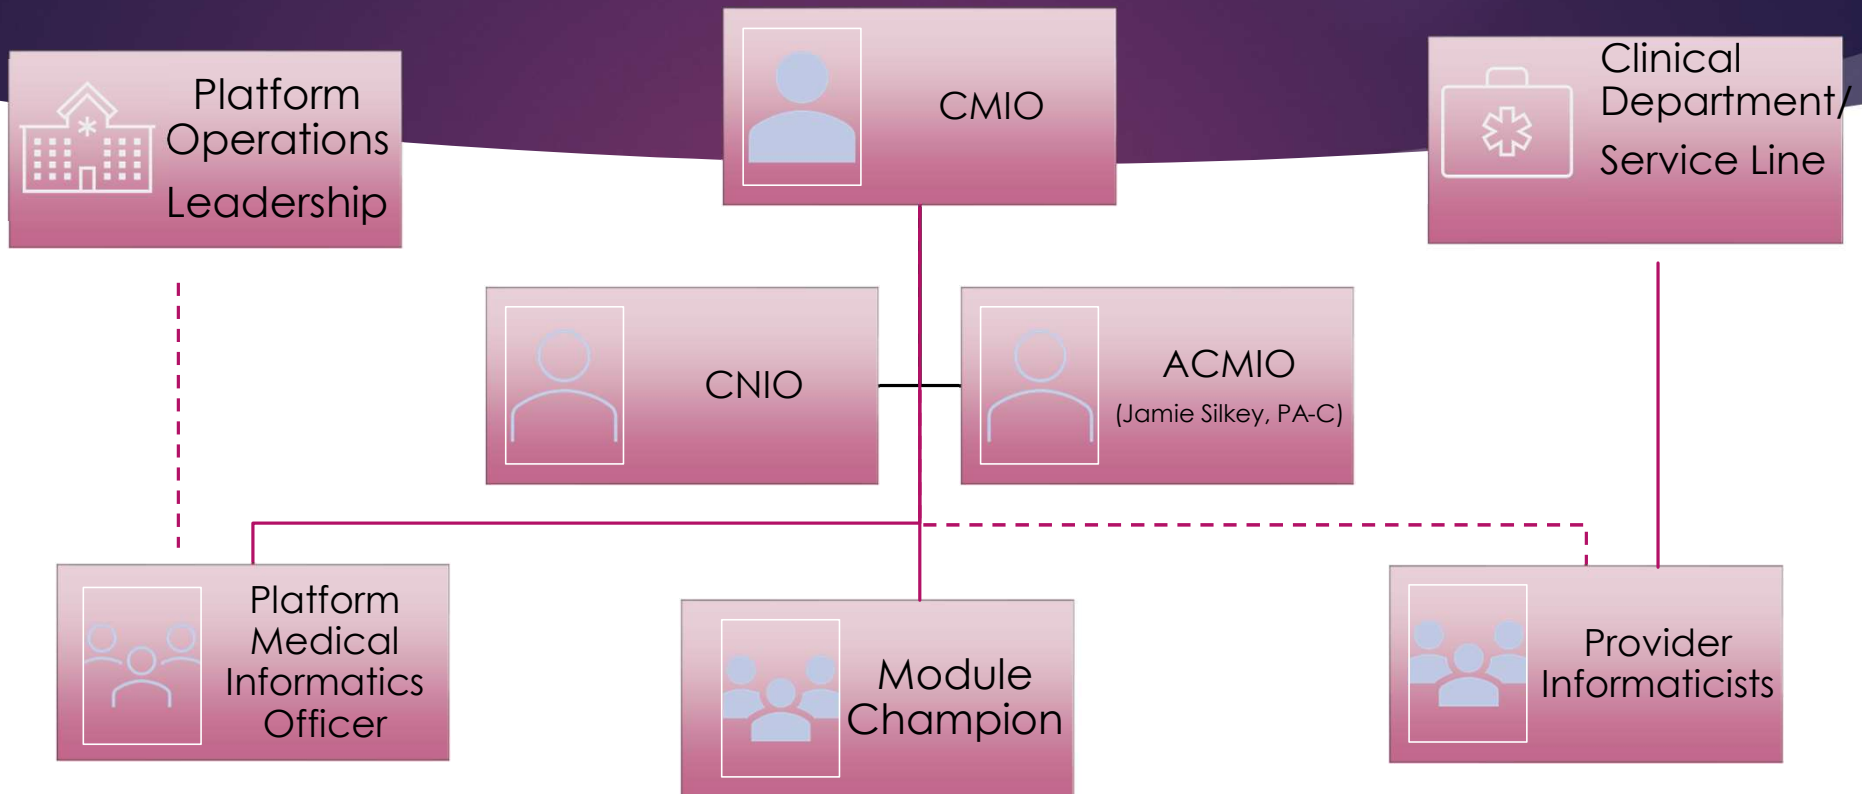 Platform
Operations
Leadership
CMIO
Clinical
Department/
Service Line
CNIO
ACMIO
(Jamie Silkey, PA-C)
Platform
Medical
Informatics
Officer
Module
Champion
Provider
Informaticists